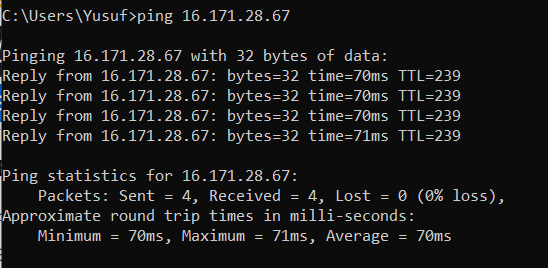 C:\Users\Yusuf>ping 16.171.28.67
Pinging 16.171.28.67 with 32 bytes of data:
Reply from 16.171.28.67: bytes=32 time=70ms TTL=239
Reply from 16.171.28.67: bytes=32 time=70ms TTL=239
Reply from 16.171.28.67: bytes=32 time=70ms TTL=239
Reply from 16.171.28.67: bytes=32 time=71ms TTL=239
Ping statistics for 16.171.28.67:
    Packets: Sent = 4, Received = 4, Lost = 0 (0% loss),
Approximate round trip times in milli-seconds:
    Minimum = 70ms, Maximum = 71ms, Average = 70ms